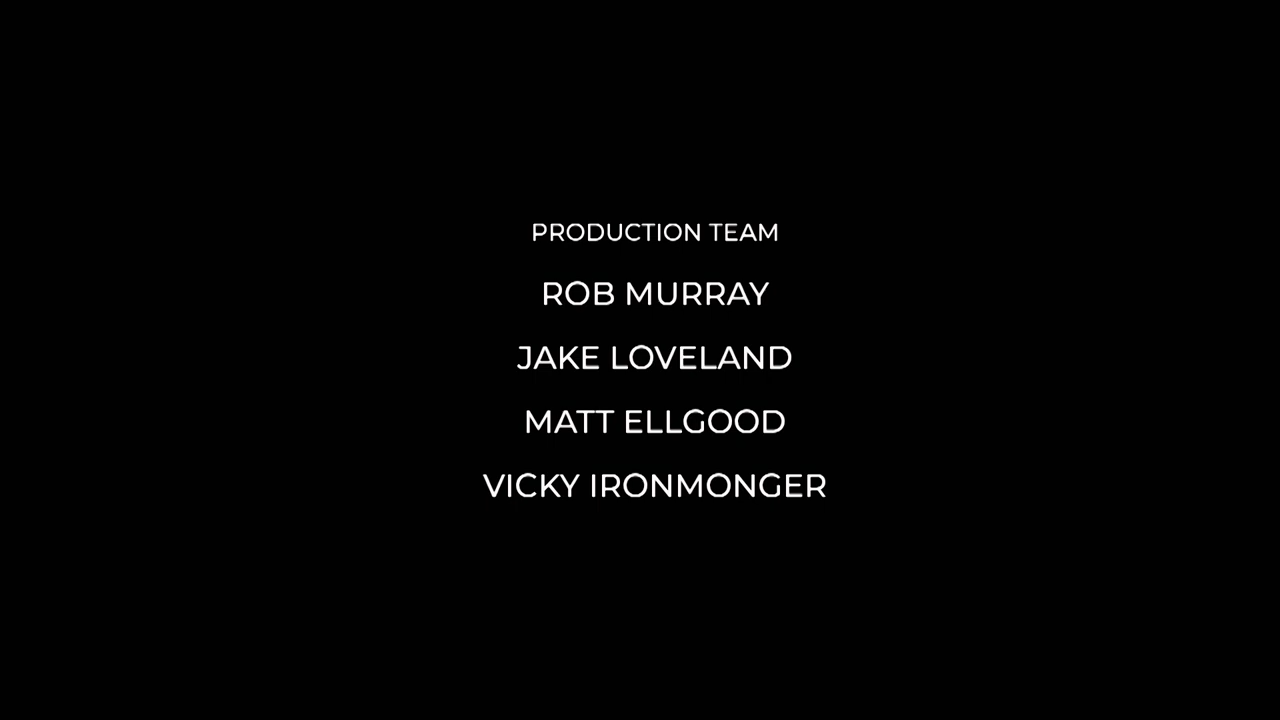 PRODUCTION TEAM
ROB MURRAY
JAKE LOVELAND
MATT ELLGOOD
VICKY IRONMONGER